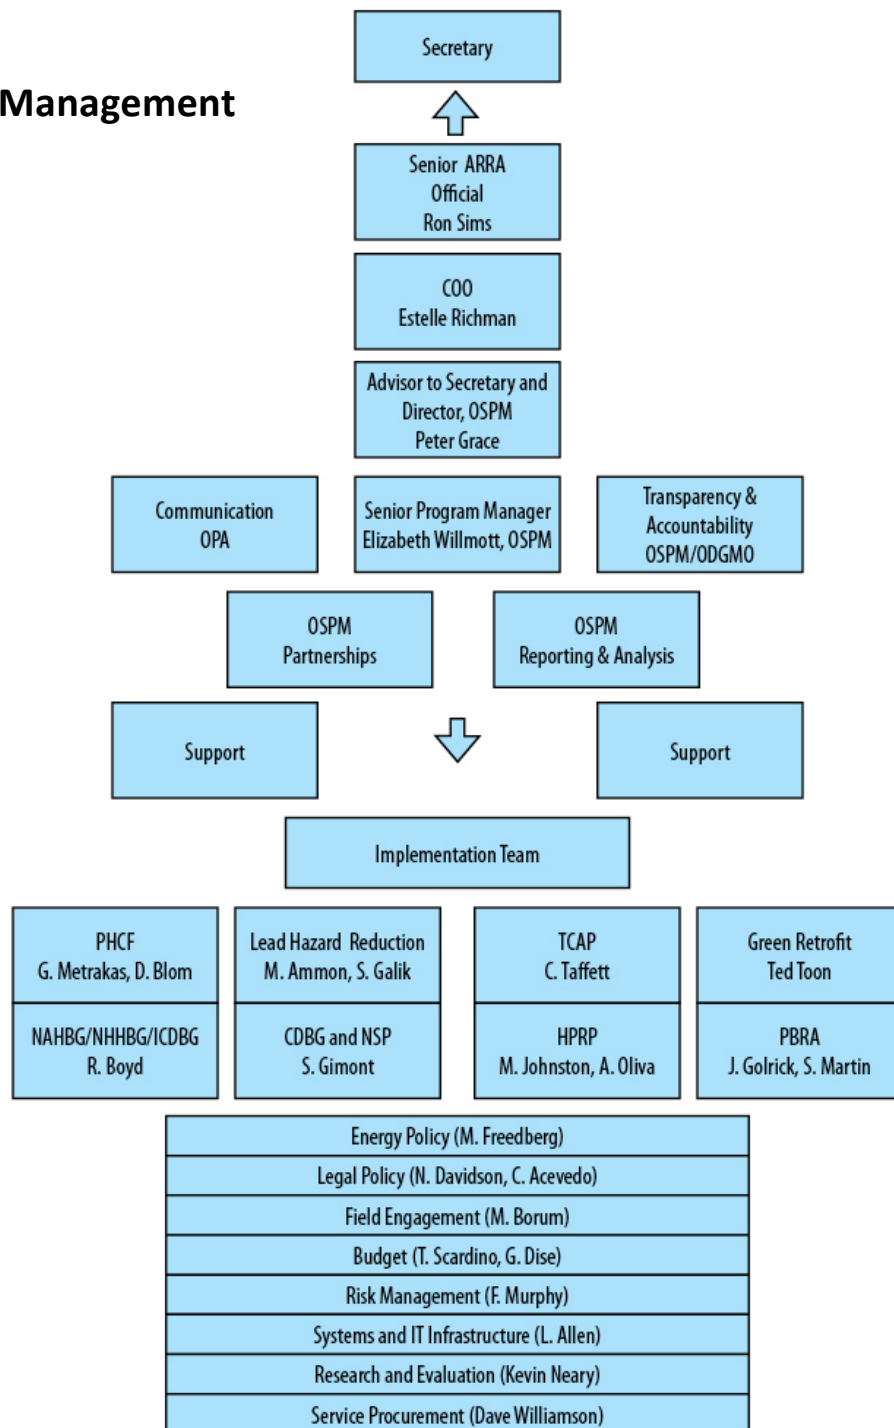 Secretary
Management
Senior ARRA
Official
Ron Sims
COO
Estelle Richman
Advisor to Secretary and
Director, OSPM
Peter Grace
Communication
OPA
Senior Program Manager
Elizabeth Willmott, OSPM
Transparency &
Accountability
OSPM/ODGMO
OSPM
Partnerships
OSPM
Reporting & Analysis
Support
Support
Implementation Team
PHCF
G. Metrakas, D. Blom
Lead Hazard Reduction
M. Ammon, S. Galik
TCAP
C. Taffett
Green Retrofit
Ted Toon
NAHBG/NHHBG/ICDBG
R. Boyd
CDBG and NSP
S. Gimont
HPRP
M. Johnston, A. Oliva
PBRA
J. Golrick, S. Martin
Energy Policy (M. Freedberg)
Legal Policy (N. Davidson, C. Acevedo)
Field Engagement (M. Borum)
Budget (T. Scardino, G. Dise)
Risk Management (F. Murphy)
Systems and IT Infrastructure (L. Allen)
Research and Evaluation (Kevin Neary)
Service Procurement (Dave Williamson)